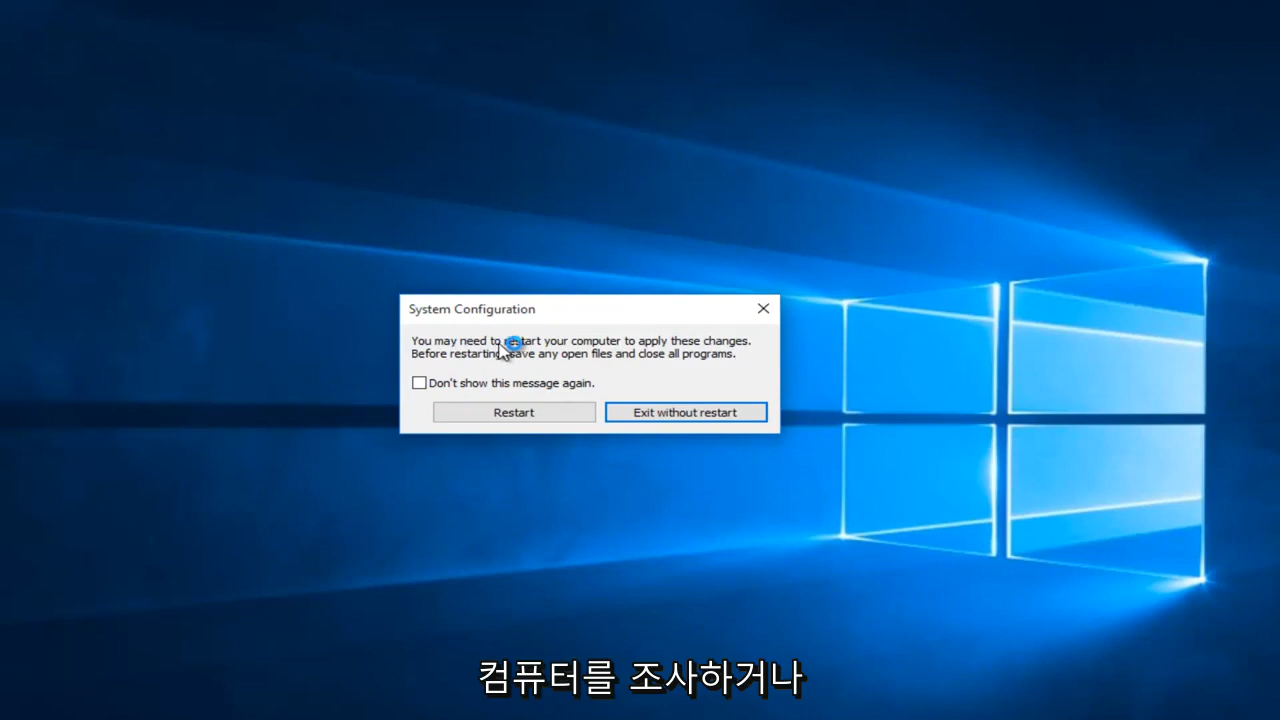 System Configuration
You may need to restart your computer to apply these changes.
Before restarting, save any open files and close all programs.
Don't show this message again.
Restart
Exit without restart
컴퓨터를 조사하거나